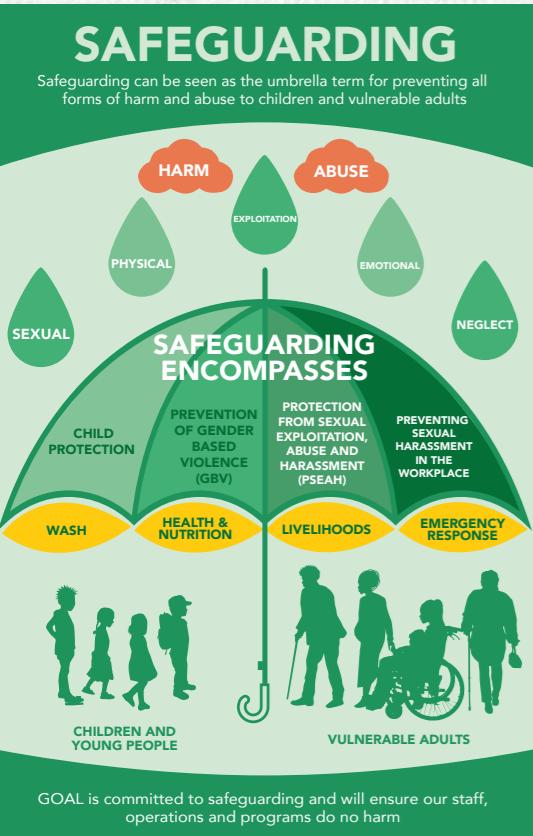 SAFEGUARDING
Safeguarding can be seen as the umbrella term for preventing all
forms of harm and abuse to children and vulnerable adults
HARM
ABUSE
EXPLOITATION
PHYSICAL
EMOTIONAL
SEXUAL
NEGLECT
SAFEGUARDING
ENCOMPASSES
CHILD
PROTECTION
PREVENTION
OF GENDER
BASED
VIOLENCE
(GBV)
PROTECTION
FROM SEXUAL
EXPLOITATION,
ABUSE AND
HARASSMENT
(PSEAH)
PREVENTING
SEXUAL
HARASSMENT
IN THE
WORKPLACE
WASH
HEALTH &
NUTRITION
LIVELIHOODS
EMERGENCY
RESPONSE
CHILDREN AND
YOUNG PEOPLE
VULNERABLE ADULTS
GOAL is committed to safeguarding and will ensure our staff,
operations and programs do no harm